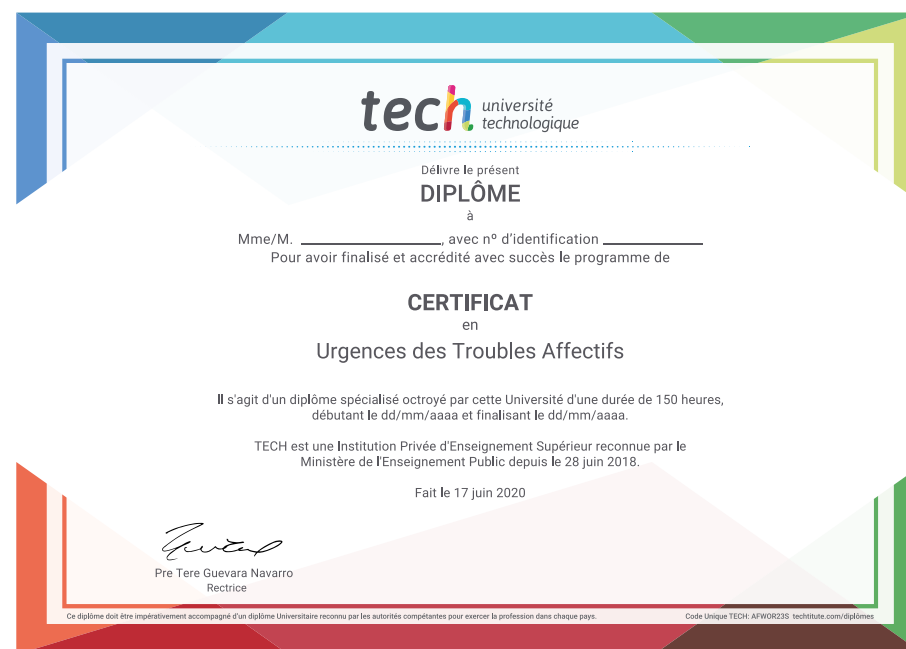 tech université
technologique
Délivre le présent
DIPLÔME
à
Mme/M. ____________________, avec nº d'identification ______________
Pour avoir finalisé et accrédité avec succès le programme de
CERTIFICAT
en
Urgences des Troubles Affectifs
Il s'agit d'un diplôme spécialisé octroyé par cette Université d'une durée de 150 heures,
débutant le dd/mm/aaaa et finalisant le dd/mm/aaaa.
TECH est une Institution Privée d'Enseignement Supérieur reconnue par le
Ministère de l'Enseignement Public depuis le 28 juin 2018.
Fait le 17 juin 2020
Pre Tere Guevara Navarro
Rectrice
Ce diplôme doit être impérativement accompagné d'un diplôme Universitaire reconnu par les autorités compétentes pour exercer la profession dans chaque pays.
Code Unique TECH: AFWOR23S techtitute.com/diplômes